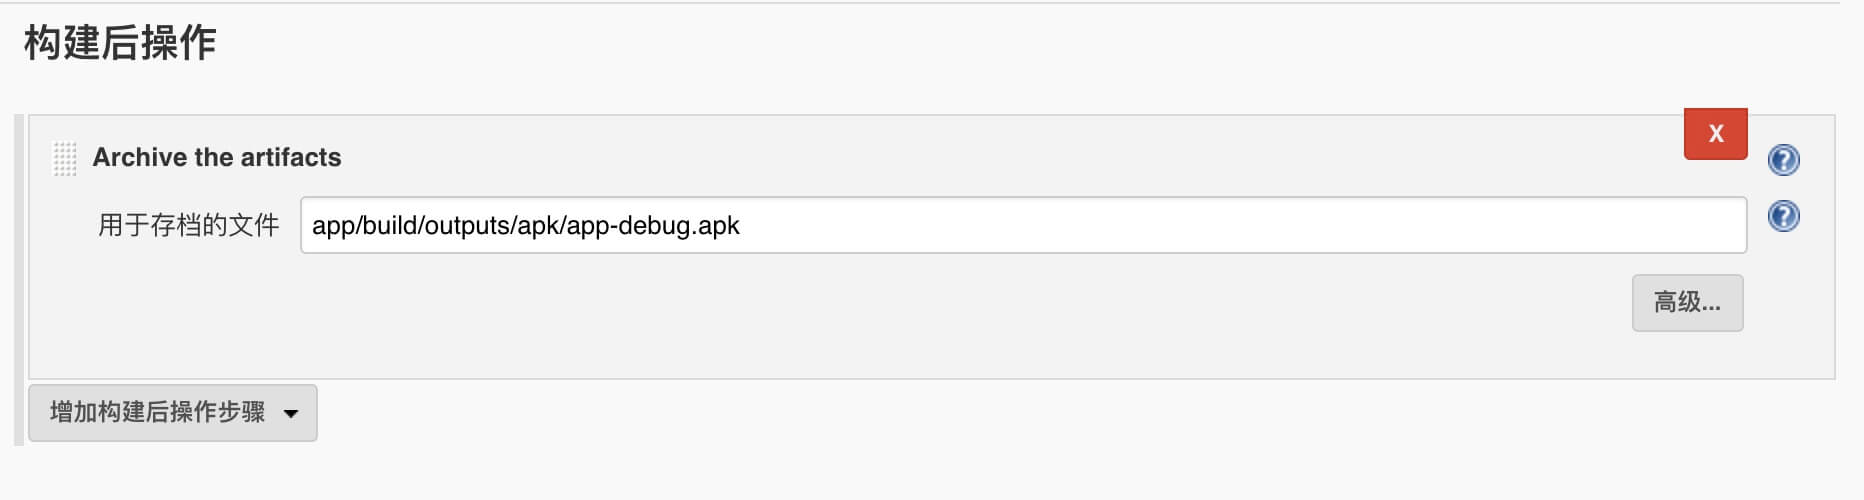 构建后操作
X
Archive the artifacts
?
用于存档的文件 app/build/outputs/apk/app-debug.apk
?
高级...
增加构建后操作步骤